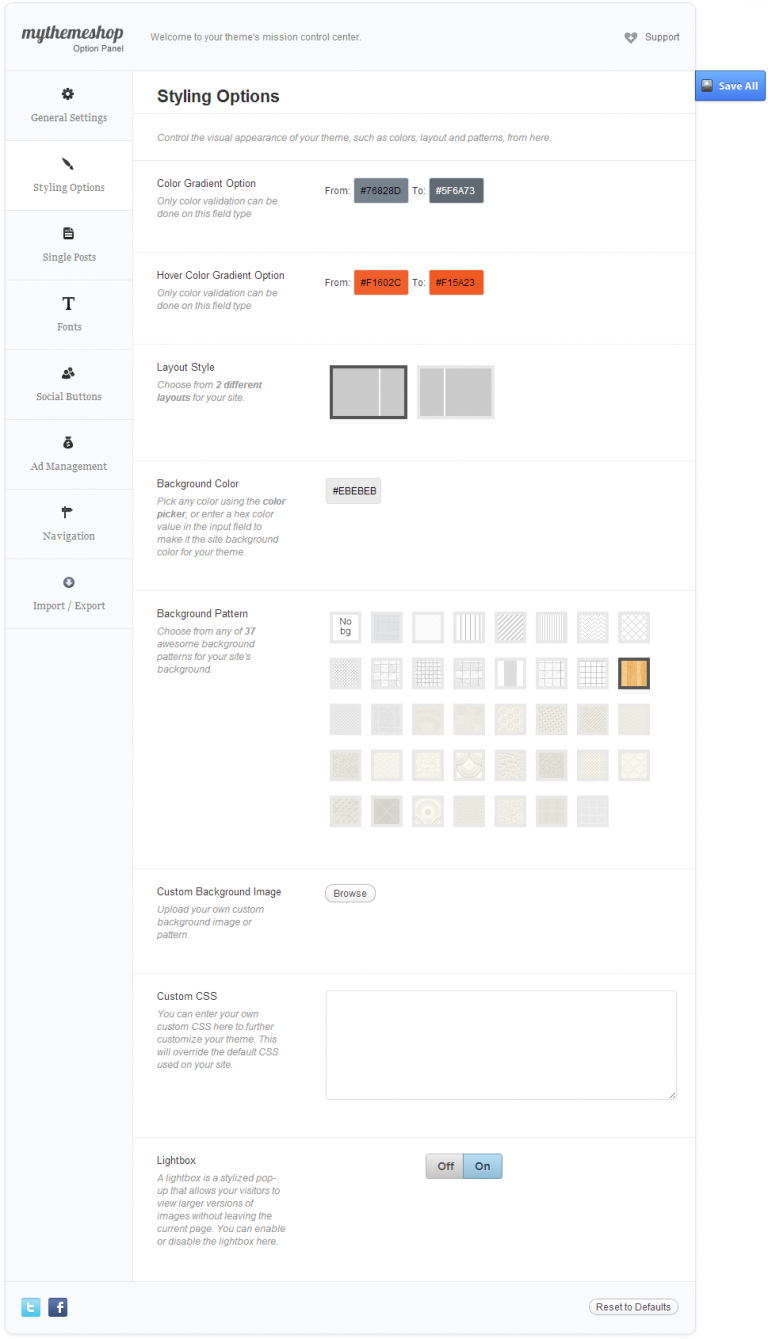 mythemeshop
Option Panel
Welcome to your theme's mission control center.
Support
Save All
General Settings
Styling Options
Single Posts
Fonts
Social Buttons
Ad Management
Navigation
Import / Export
Styling Options
Control the visual appearance of your theme, such as colors, layout and patterns, from here.
Color Gradient Option
Only color validation can be
done on this field type
From: #76828D To: #5F6A73
Hover Color Gradient Option
Only color validation can be
done on this field type
From: #F1602C To: #F15A23
Layout Style
Choose from 2 different
layouts for your site.
Background Color
Pick any color using the color
picker, or enter a hex color
value in the input field to
make it the site background
color for your theme.
#EBEBEB
Background Pattern
Choose from any of 37
awesome background
patterns for your site's
background.
No
bg
Custom Background Image
Upload your own custom
background image or
pattern.
Browse
Custom CSS
You can enter your own
custom CSS here to further
customize your theme. This
will override the default CSS
used on your site.
Lightbox
A lightbox is a stylized pop-
up that allows your visitors to
view larger versions of
images without leaving the
current page. You can enable
or disable the lightbox here.
Off On
Reset to Defaults